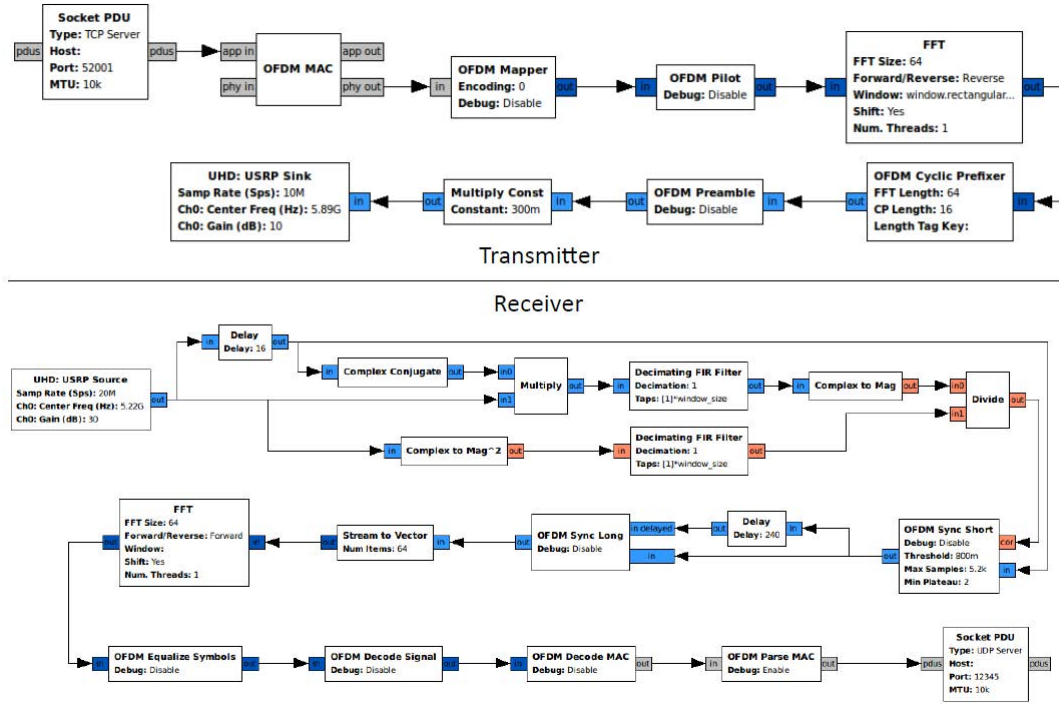 Socket PDU
Type: TCP Server
Host:
Port: 52001
MTU: 10k
pdus
pdus
app in
app out
OFDM MAC
phy in
phy out
in
OFDM Mapper
Encoding: 0
Debug: Disable
out
in
OFDM Pilot
Debug: Disable
out
in
FFT
FFT Size: 64
Forward/Reverse: Reverse
Window: window.rectangular...
Shift: Yes
Num. Threads: 1
out
UHD: USRP Sink
Samp Rate (Sps): 10M
Ch0: Center Freq (Hz): 5.89G
Ch0: Gain (dB): 10
in
out
Multiply Const
Constant: 300m
in
out
OFDM Preamble
Debug: Disable
in
out
OFDM Cyclic Prefixer
FFT Length: 64
CP Length: 16
Length Tag Key:
in
Transmitter
Receiver
UHD: USRP Source
Samp Rate (Sps): 20M
Ch0: Center Freq (Hz): 5.22G
Ch0: Gain (dB): 30
out
in
Delay
Delay: 16
out
in
Complex Conjugate
out
in0
in1
Multiply
out
in
Decimating FIR Filter
Decimation: 1
Taps: [1]*window_size
out
in
Complex to Mag
out
in0
in1
Divide
out
in
Complex to Mag^2
out
in
Decimating FIR Filter
Decimation: 1
Taps: [1]*window_size
out
out
FFT
FFT Size: 64
Forward/Reverse: Forward
Window:
Shift: Yes
Num. Threads: 1
in
out
Stream to Vector
Num Items: 64
in
out
OFDM Sync Long
Debug: Disable
in delayed
in
out
Delay
Delay: 240
in
out
OFDM Sync Short
Debug: Disable
Threshold: 800m
Max Samples: 5.2k
Min Plateau: 2
cor
in
in
OFDM Equalize Symbols
Debug: Disable
out
in
OFDM Decode Signal
Debug: Disable
out
in
OFDM Decode MAC
Debug: Disable
out
in
OFDM Parse MAC
Debug: Enable
out
pdus
Socket PDU
Type: UDP Server
Host:
Port: 12345
MTU: 10k
pdus